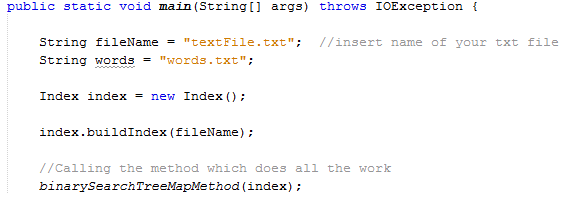 public static void main(String[] args) throws IOException {
String fileName = "textFile.txt";  //insert name of your txt file
String words = "words.txt";
Index index = new Index();
index.buildIndex(fileName);
//Calling the method which does all the work
binarySearchTreeMapMethod(index);